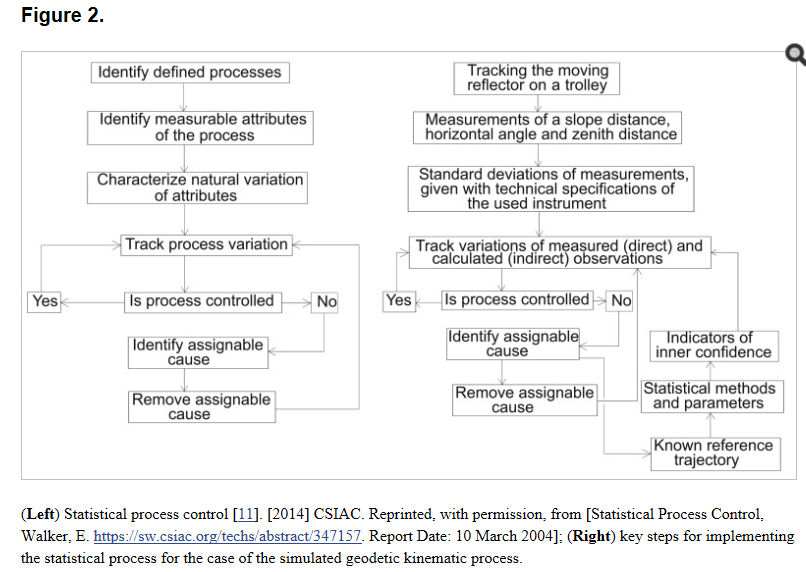 Figure 2.
Identify defined processes
Identify measurable attributes
of the process
Characterize natural variation
of attributes
Track process variation
Yes
Is process controlled
No
Identify assignable
cause
Remove assignable
cause
Tracking the moving
reflector on a trolley
Measurements of a slope distance,
horizontal angle and zenith distance
Standard deviations of measurements,
given with technical specifications of
the used instrument
Track variations of measured (direct) and
calculated (indirect) observations
Yes
Is process controlled
No
Identify assignable
cause
Remove assignable
cause
Indicators of
inner confidence
Statistical methods
and parameters
Known reference
trajectory
(Left) Statistical process control [11]. [2014] CSIAC. Reprinted, with permission, from [Statistical Process Control,
Walker, E. https://sw.csiac.org/techs/abstract/347157. Report Date: 10 March 2004]; (Right) key steps for implementing
the statistical process for the case of the simulated geodetic kinematic process.